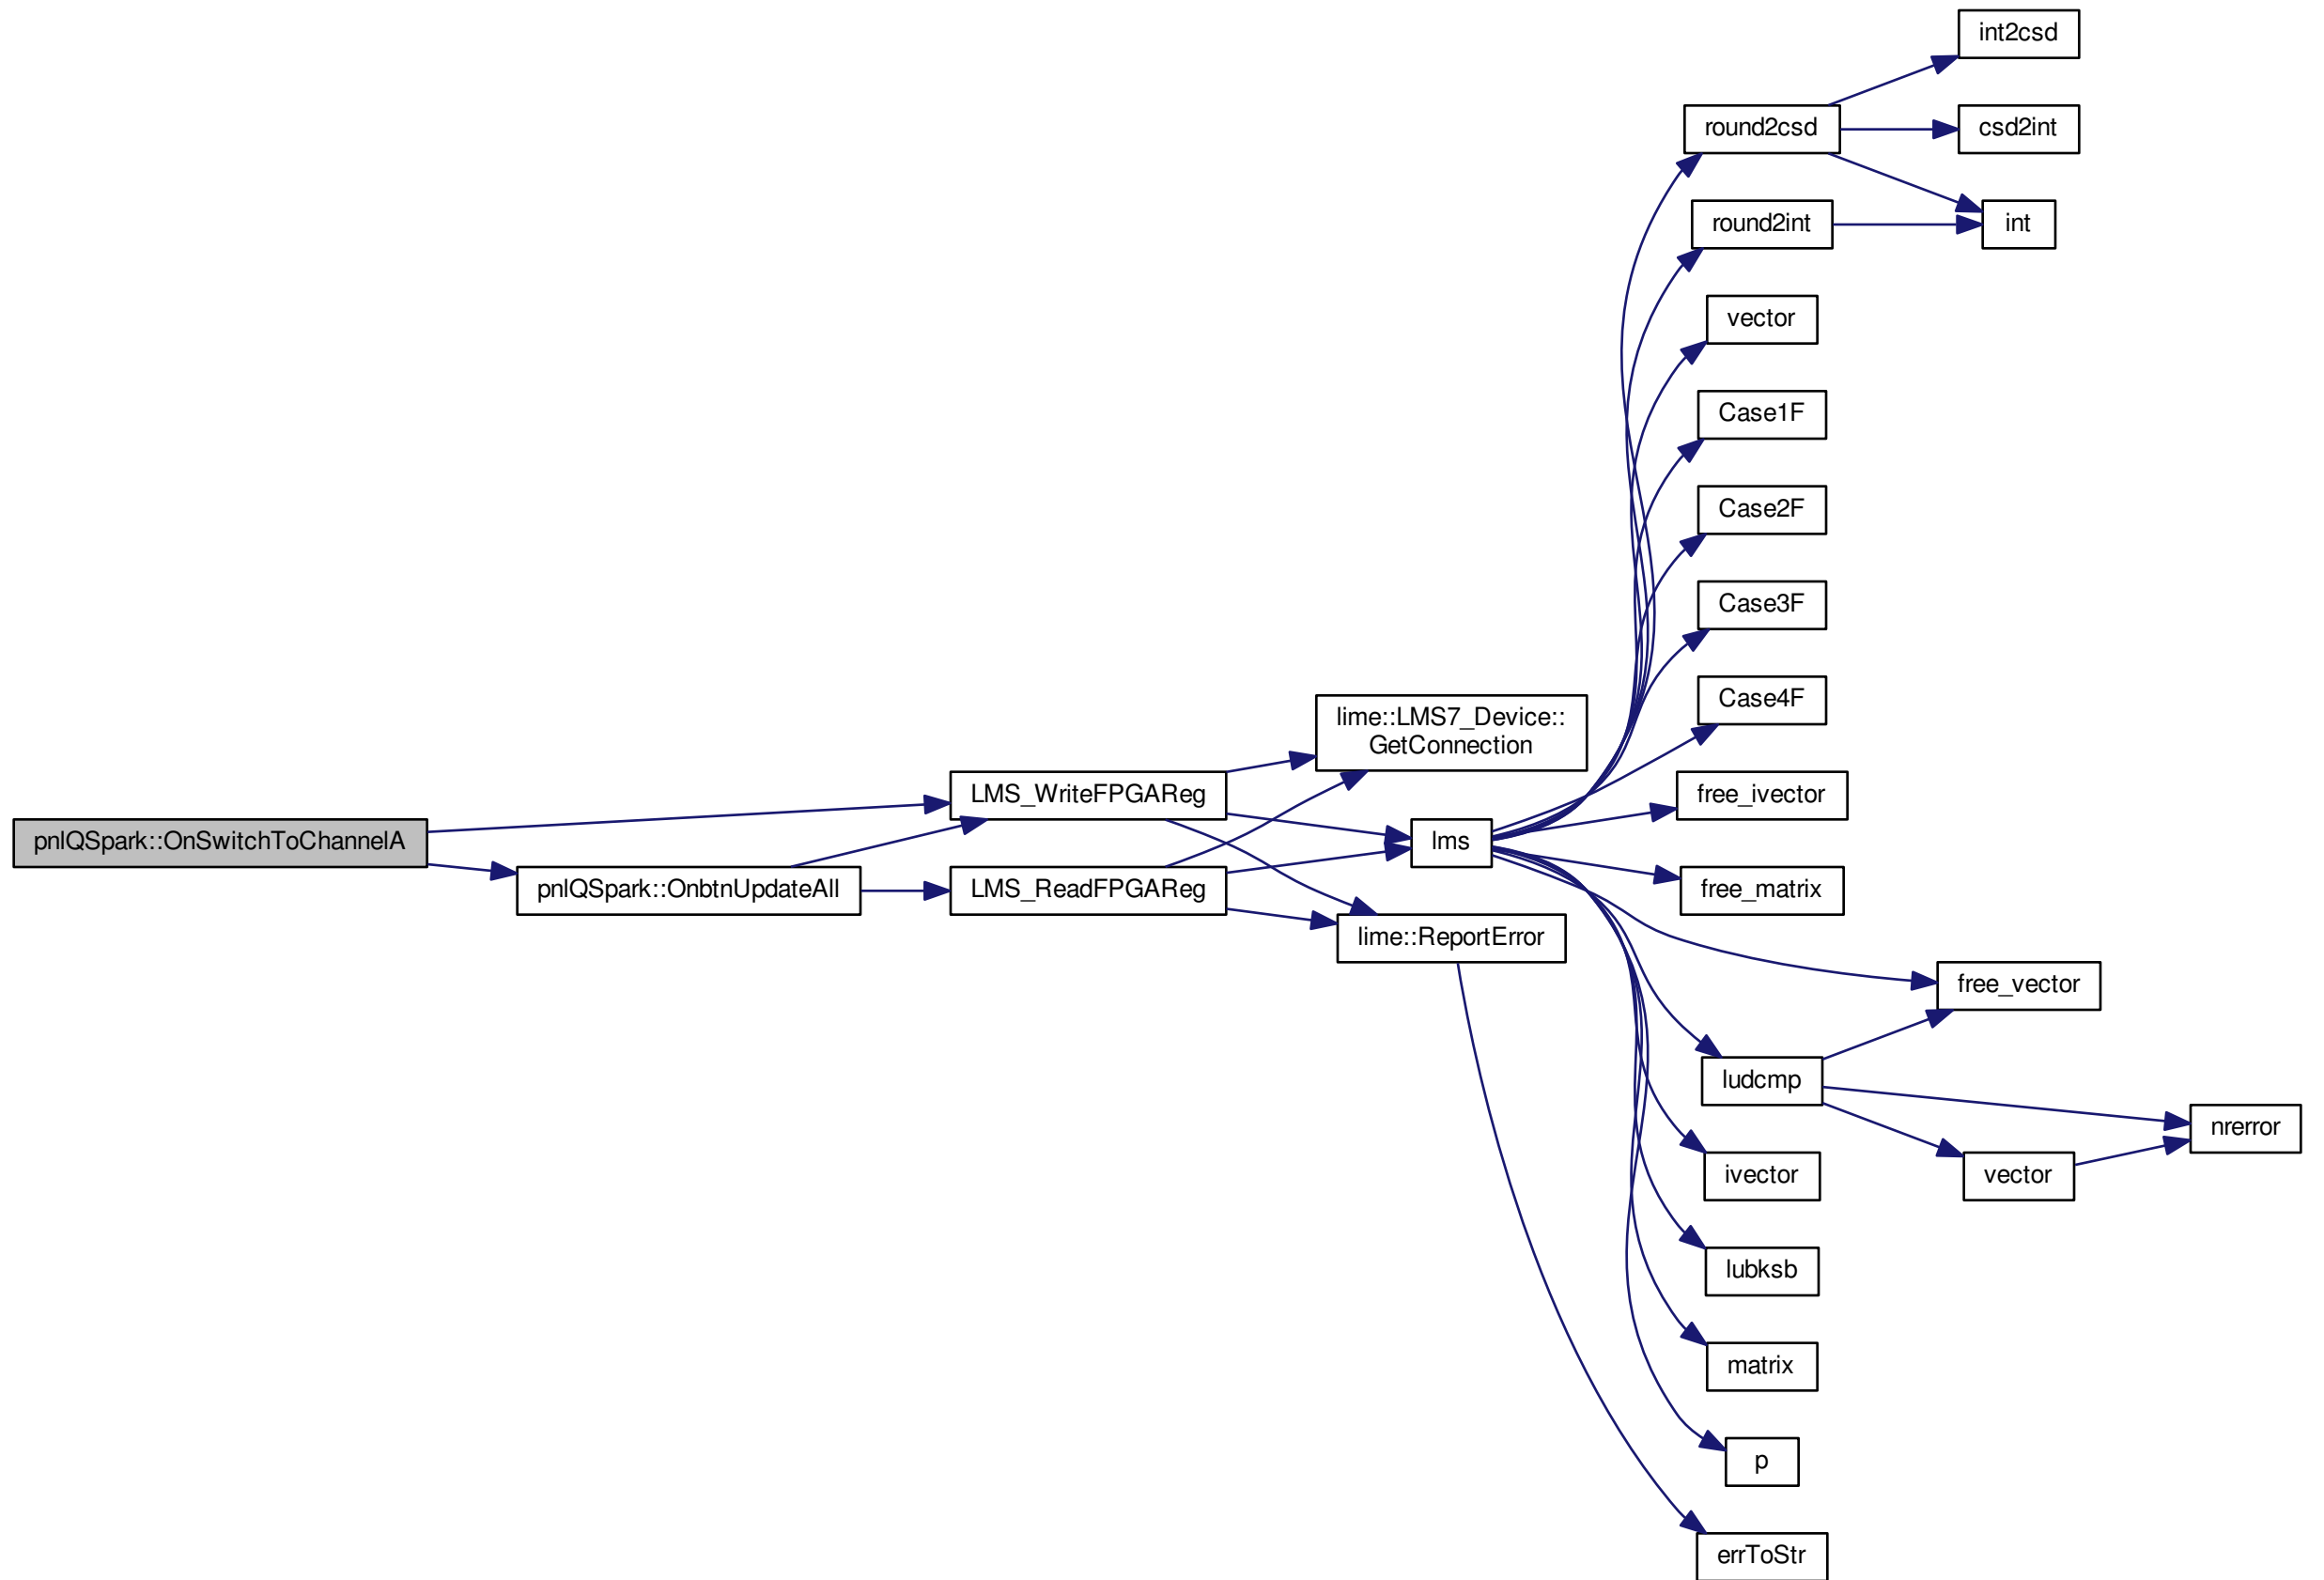 int2csd
round2csd
csd2int
round2int
int
vector
Case1F
Case2F
Case3F
Case4F
lime::LMS7_Device::
GetConnection
LMS_WriteFPGAReg
free_ivector
pnlQSpark::OnSwitchToChannelA
lms
pnlQSpark::OnbtnUpdateAll
LMS_ReadFPGAReg
free_matrix
lime::ReportError
free_vector
ludcmp
nrerror
ivector
vector
lubksb
matrix
p
errToStr